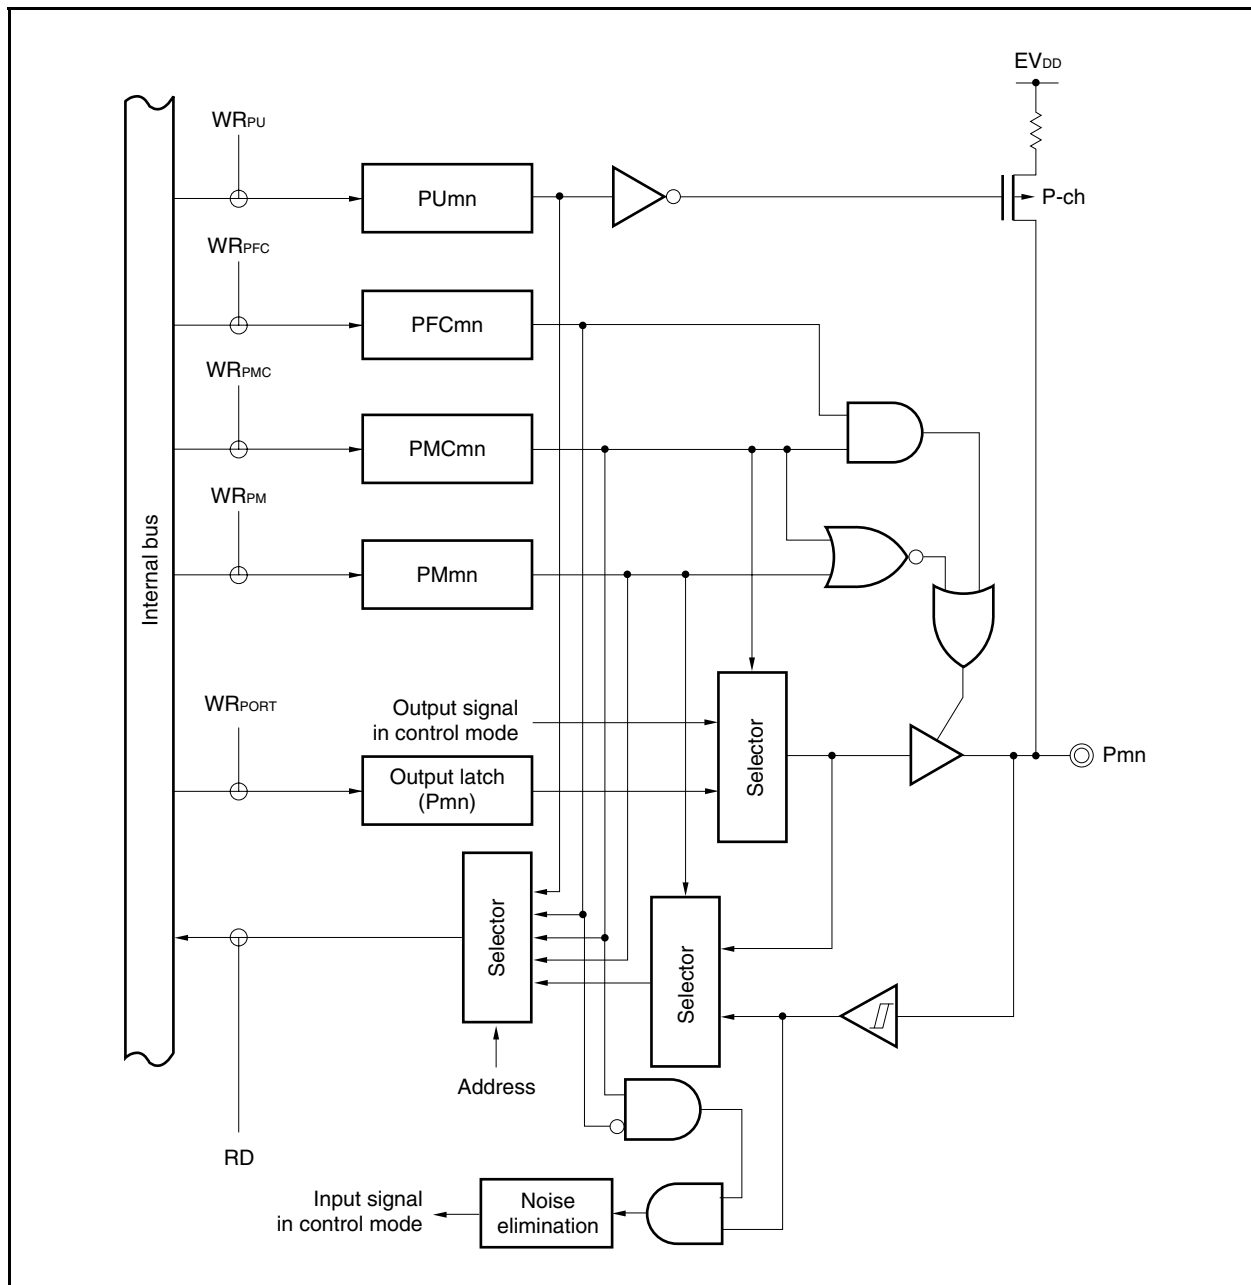 EVDD
WRPU
PUmn
P-ch
WRPFC
PFCmn
WRPMC
PMCmn
WRPM
PMmn
Internal bus
WRPORT
Output signal
in control mode
Output latch
(Pmn)
Selector
Pmn
Selector
Selector
Address
RD
Input signal
in control mode
Noise
elimination